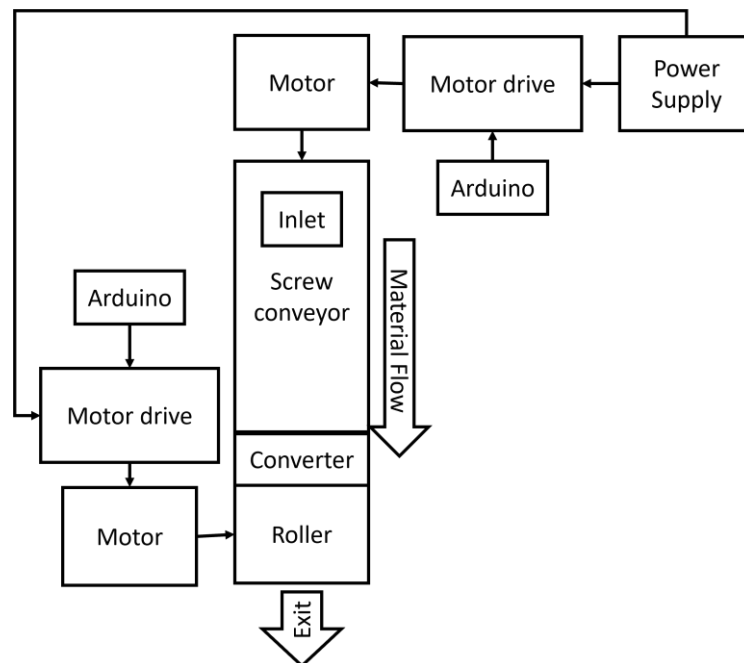 Motor
Motor drive
Power
Supply
Arduino
Inlet
Screw
conveyor
Material Flow
Arduino
Motor drive
Converter
Motor
Roller
Exit